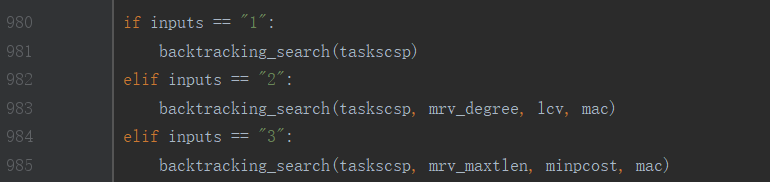 980 if inputs == "1":
981 backtracking_search(taskscsp)
982 elif inputs == "2":
983 backtracking_search(taskscsp, mrv_degree, lcv, mac)
984 elif inputs == "3":
985 backtracking_search(taskscsp, mrv_maxtlen, minpcost, mac)